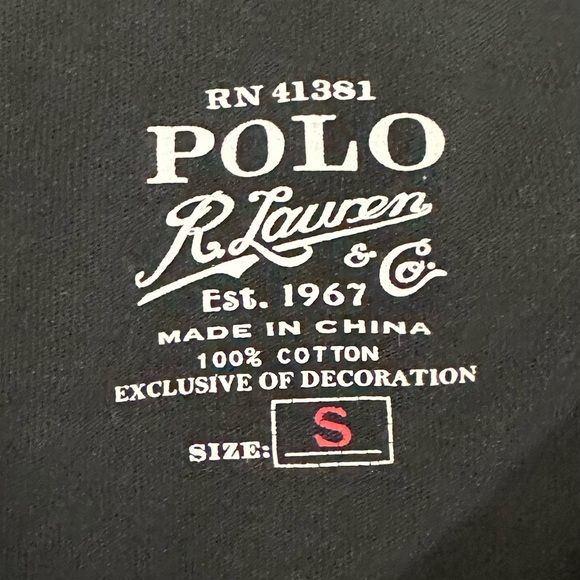 RN 41381
POLO
R. Lauren
& Co.
Est. 1967
MADE IN CHINA
100% COTTON
EXCLUSIVE OF DECORATION
SIZE: S